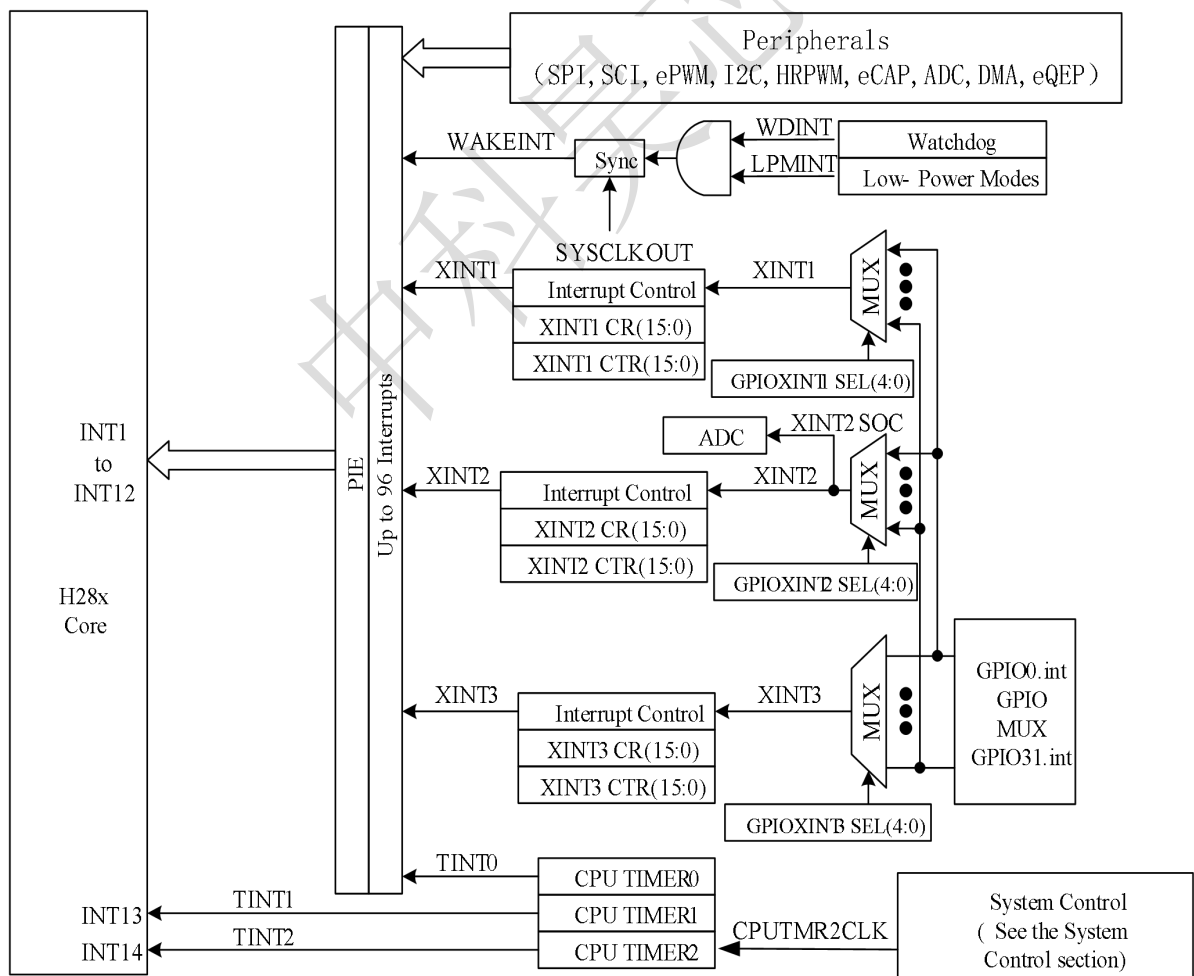 Peripherals
(SPI, SCI, ePWM, I2C, HRPWM, eCAP, ADC, DMA, eQEP)
WDINT
Watchdog
WAKEINT
Sync
LPMINT
Low- Power Modes
SYSCLKOUT
XINT1
Interrupt Control
XINT1
MUX
XINT1 CR(15:0)
XINT1 CTR(15:0)
GPIOXINT1 SEL(4:0)
INT1
to
INT12
PIE
Up to 96 Interrupts
ADC
XINT2 SOC
XINT2
Interrupt Control
XINT2
MUX
XINT2 CR(15:0)
XINT2 CTR(15:0)
GPIOXINT2 SEL(4:0)
H28x
Core
XINT3
Interrupt Control
XINT3
MUX
XINT3 CR(15:0)
XINT3 CTR(15:0)
GPIOXINT3 SEL(4:0)
GPIO0.int
GPIO
MUX
GPIO31.int
TINT0
CPU TIMER0
INT13
TINT1
CPU TIMER1
INT14
TINT2
CPU TIMER2
CPUTMR2CLK
System Control
( See the System
Control section)
中科昊